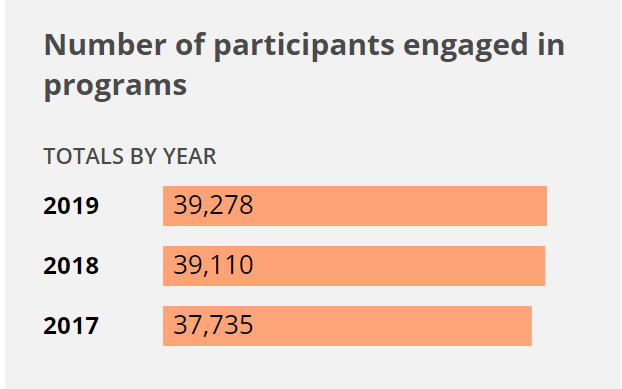 Number of participants engaged in
programs
TOTALS BY YEAR
2019 39,278
2018 39,110
2017 37,735